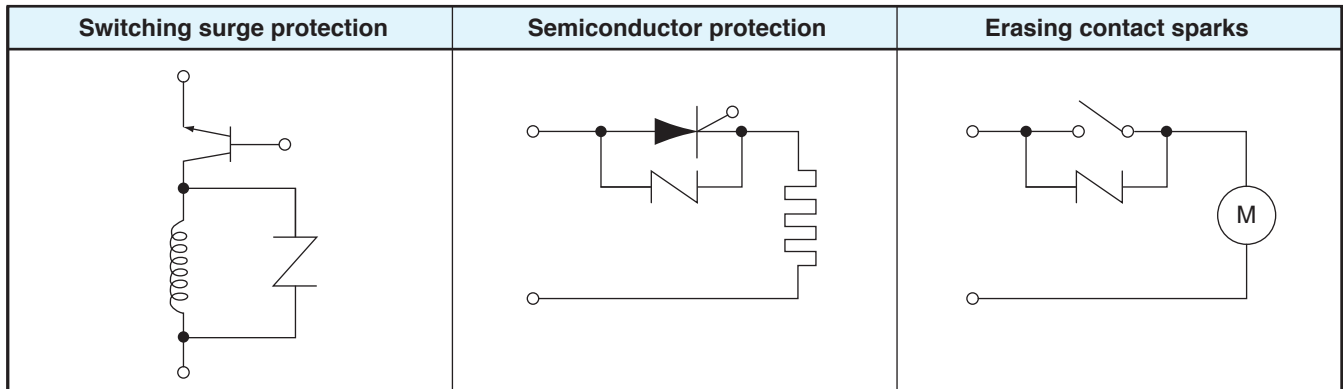 Switching surge protection
Semiconductor protection
Erasing contact sparks
M